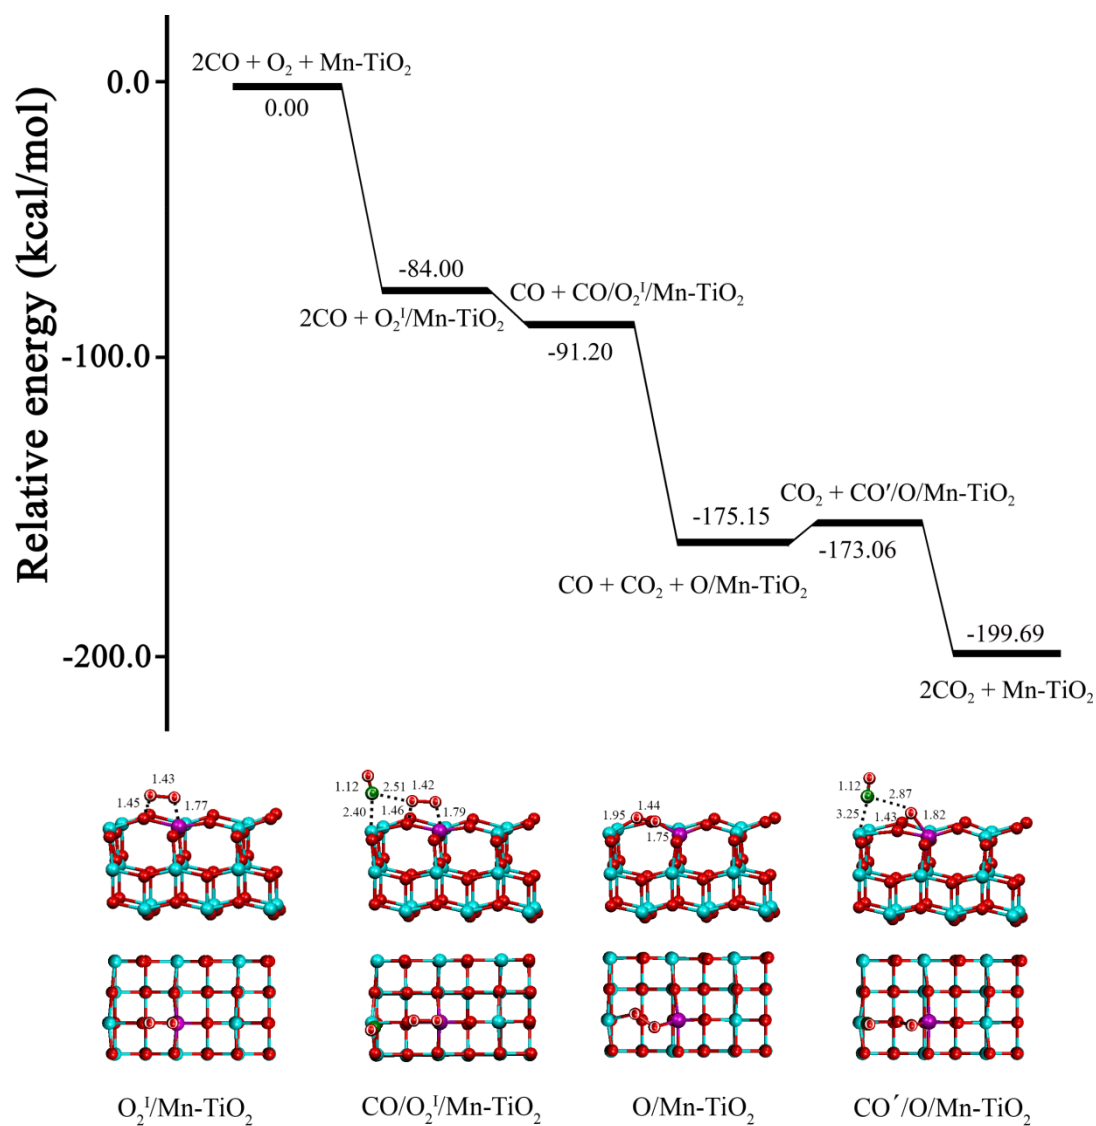 Relative energy (kcal/mol)
0.0
-100.0
-200.0
2CO + O₂ + Mn-TiO₂
0.00
-84.00
2CO + O₂ᴵ/Mn-TiO₂
CO + CO/O₂ᴵ/Mn-TiO₂
-91.20
-175.15
CO + CO₂ + O/Mn-TiO₂
CO₂ + CO′/O/Mn-TiO₂
-173.06
-199.69
2CO₂ + Mn-TiO₂
1.43
1.45
1.77
1.12
2.51
1.42
2.40
1.46
1.79
1.95
1.44
1.75
1.12
2.87
3.25
1.43
1.82
O₂ᴵ/Mn-TiO₂
CO/O₂ᴵ/Mn-TiO₂
O/Mn-TiO₂
CO′/O/Mn-TiO₂